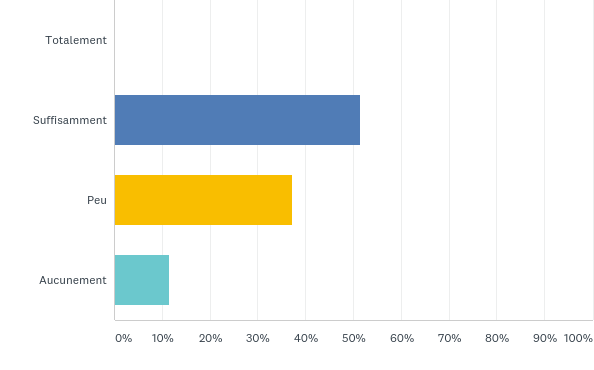 Totalement
Suffisamment
Peu
Aucunement
0% 10% 20% 30% 40% 50% 60% 70% 80% 90% 100%